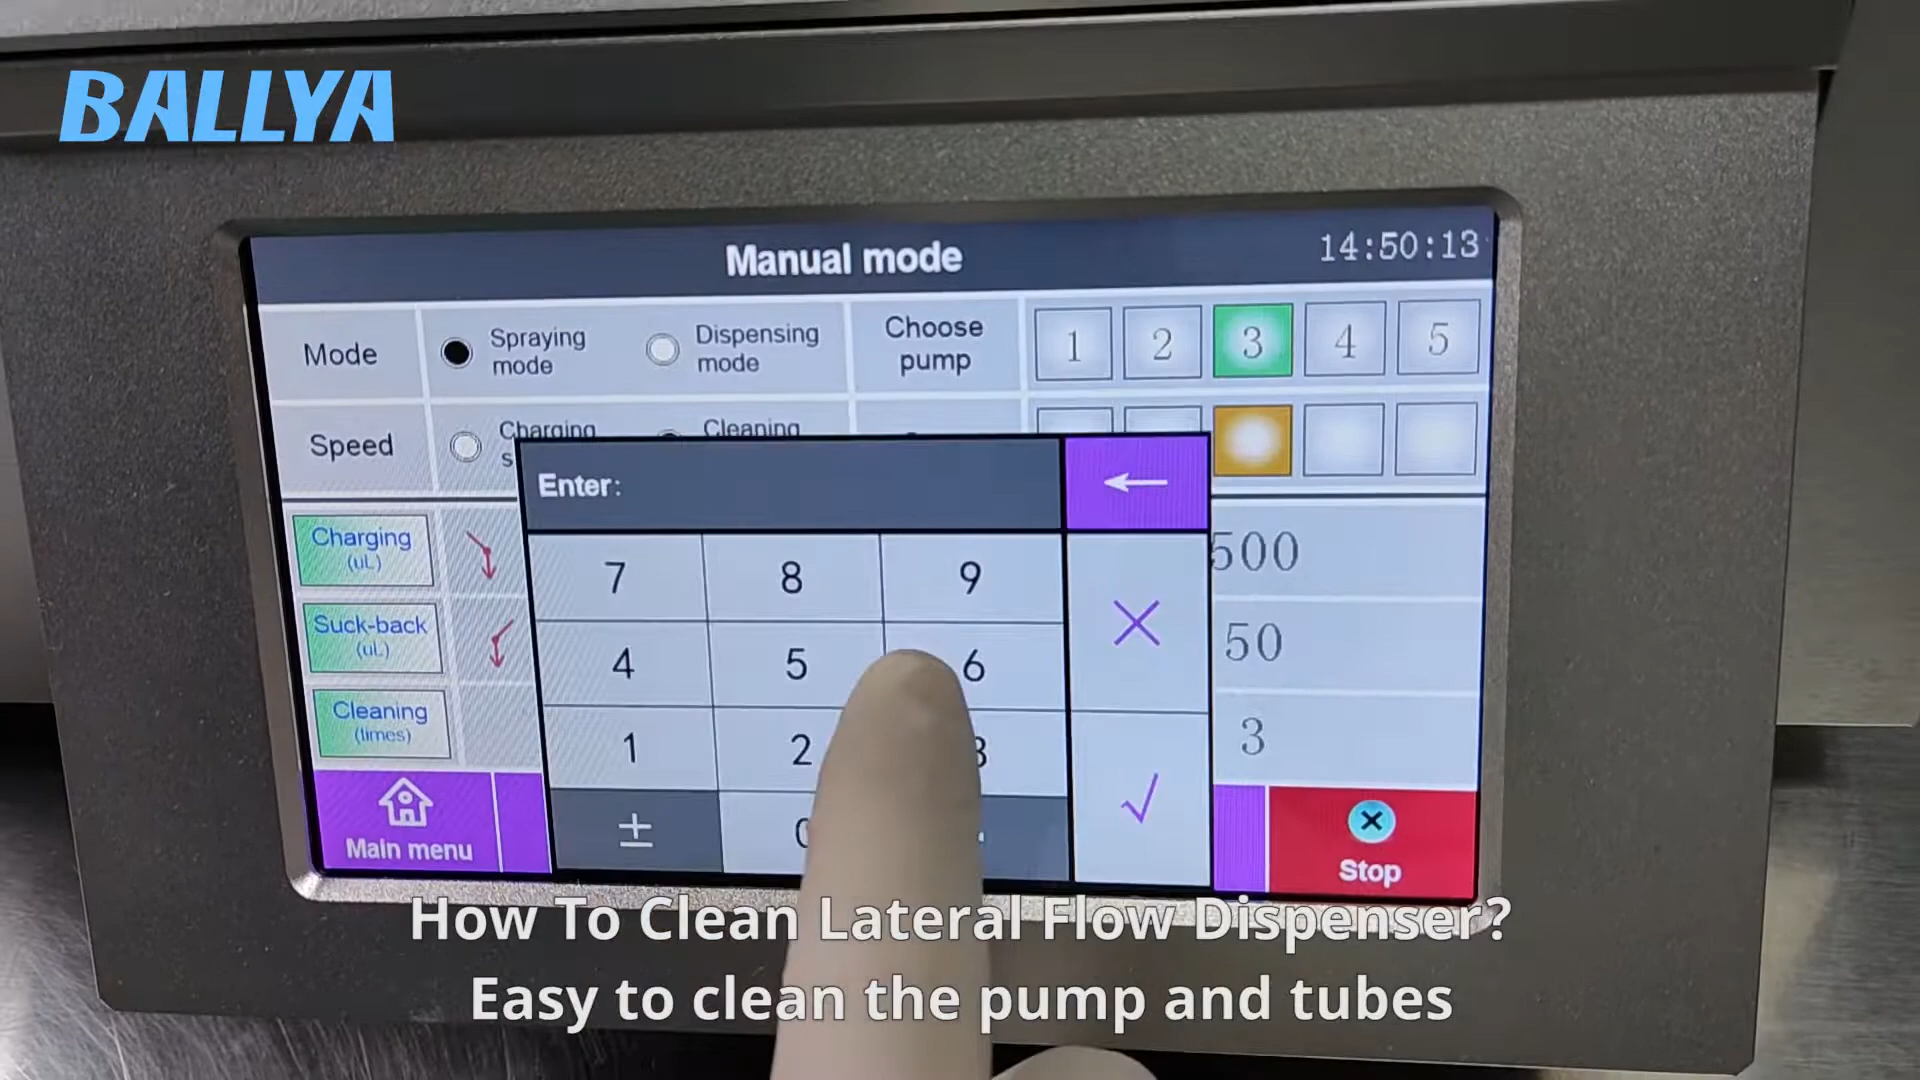 BALLYA
Manual mode
14:50:13
Mode
Spraying
mode
Dispensing
mode
Choose
pump
1
2
3
4
5
Speed
Charging
s
Cleaning
Enter:
Charging
(uL)
500
Suck-back
(uL)
50
Cleaning
(times)
3
7
8
9
4
5
6
1
2
±
Main menu
Stop
How To Clean Lateral Flow Dispenser?
Easy to clean the pump and tubes